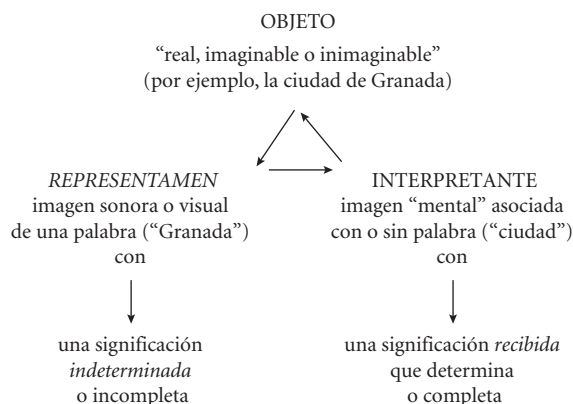 OBJETO
“real, imaginable o inimaginable”
(por ejemplo, la ciudad de Granada)
REPRESENTAMEN
imagen sonora o visual
de una palabra (“Granada”)
con
una significación
indeterminada
o incompleta
INTERPRETANTE
imagen “mental” asociada
con o sin palabra (“ciudad”)
con
una significación recibida
que determina
o completa